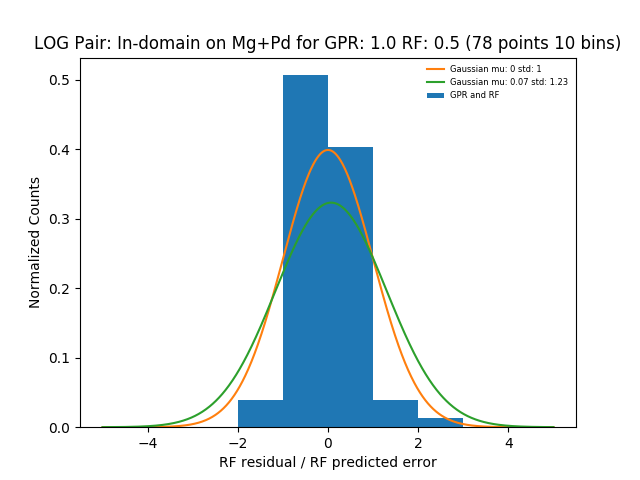 LOG Pair: In-domain on Mg+Pd for GPR: 1.0 RF: 0.5 (78 points 10 bins)
Gaussian mu: 0 std: 1
Gaussian mu: 0.07 std: 1.23
GPR and RF
Normalized Counts
0.5
0.4
0.3
0.2
0.1
0.0
−4 −2 0 2 4
RF residual / RF predicted error